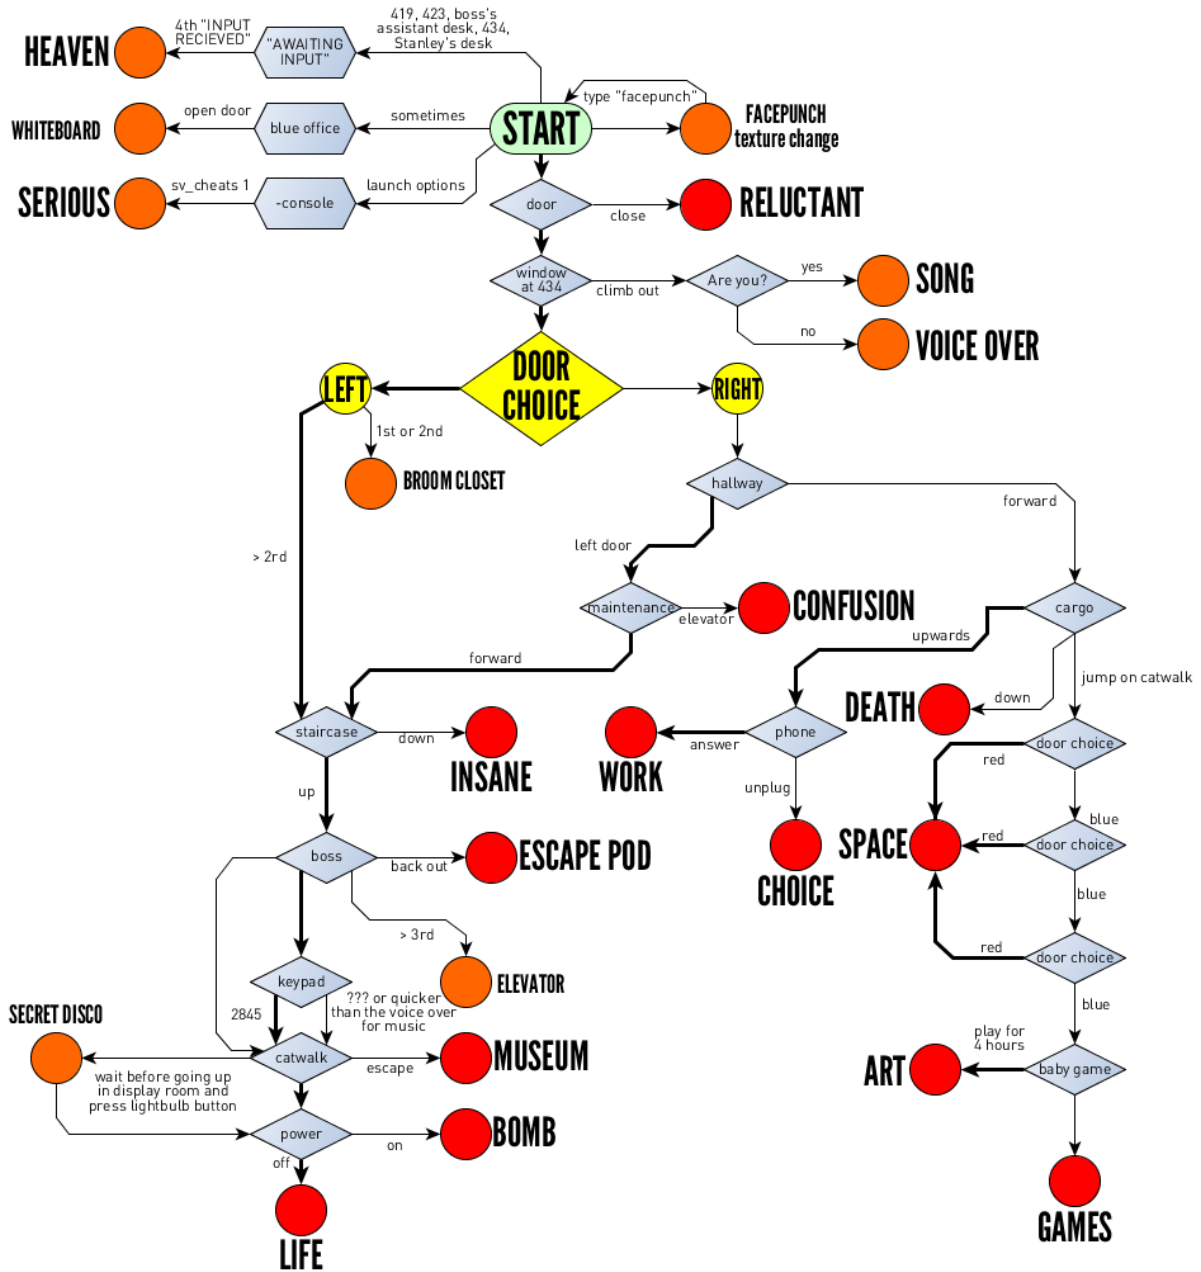 419, 423, boss's
assistant desk, 434,
Stanley's desk
4th "INPUT
RECIEVED"
"AWAITING
INPUT"
HEAVEN
type "facepunch"
open door
sometimes
WHITEBOARD
blue office
START
FACEPUNCH
texture change
sv_cheats 1
launch options
SERIOUS
-console
door
close
RELUCTANT
window
at 434
climb out
Are you?
yes
SONG
no
VOICE OVER
DOOR
CHOICE
LEFT
RIGHT
1st or 2nd
BROOM CLOSET
hallway
forward
left door
> 2rd
maintenance
elevator
CONFUSION
cargo
upwards
forward
jump on catwalk
down
DEATH
staircase
down
INSANE
answer
WORK
phone
door choice
red
up
unplug
blue
boss
back out
ESCAPE POD
CHOICE
SPACE
red
door choice
blue
> 3rd
red
door choice
keypad
ELEVATOR
2845
??? or quicker
than the voice over
for music
blue
SECRET DISCO
catwalk
escape
MUSEUM
play for
4 hours
ART
baby game
wait before going up
in display room and
press lightbulb button
power
on
BOMB
off
LIFE
GAMES